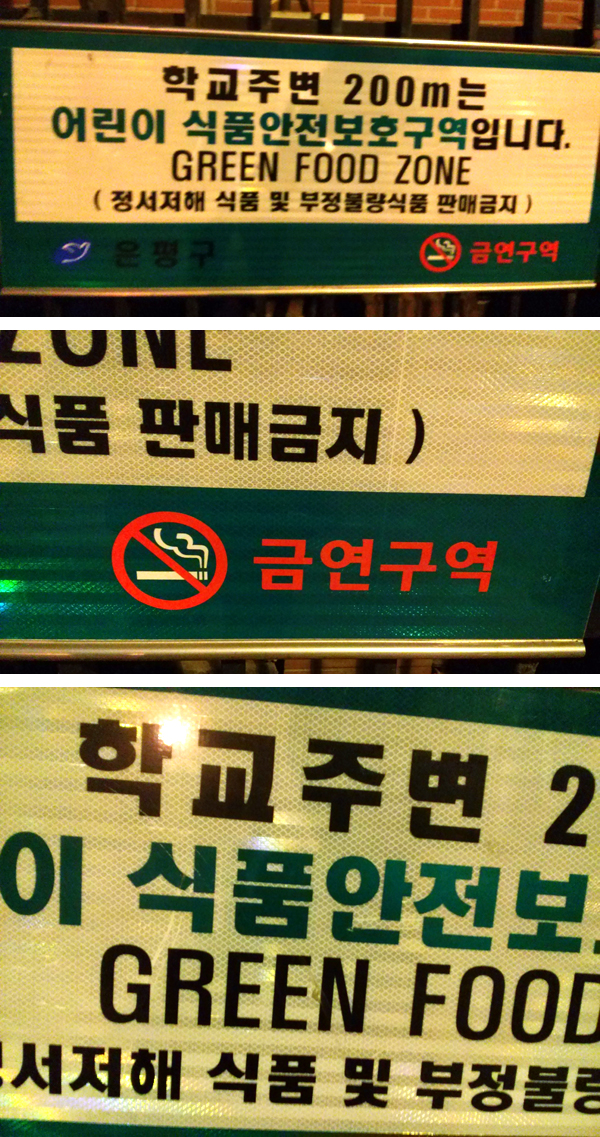 학교주변 200m는
어린이 식품안전보호구역입니다.
GREEN FOOD ZONE
( 정서저해 식품 및 부정불량식품 판매금지 )
은평구
금연구역
ZONE
식품 판매금지 )
금연구역
학교주변 2
이 식품안전보
GREEN FOOD
서저해 식품 및 부정불량